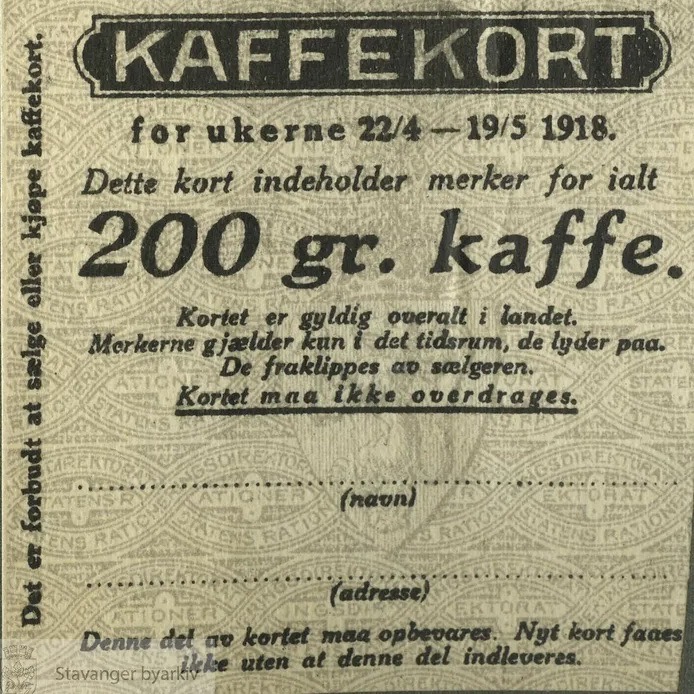 KAFFEKORT
for ukerne 22/4 — 19/5 1918.
Dette kort indeholder merker for ialt
200 gr. kaffe.
Kortet er gyldig overalt i landet.
Merkerne gjælder kun i det tidsrum, de lyder paa.
De fraklippes av sælgeren.
Kortet maa ikke overdrages.
(navn)
(adresse)
Denne del av kortet maa opbevares. Nyt kort faaes
ikke uten at denne del indleveres.
Det er forbudt at sælge eller kjøpe kaffekort.
Stavanger byarkiv